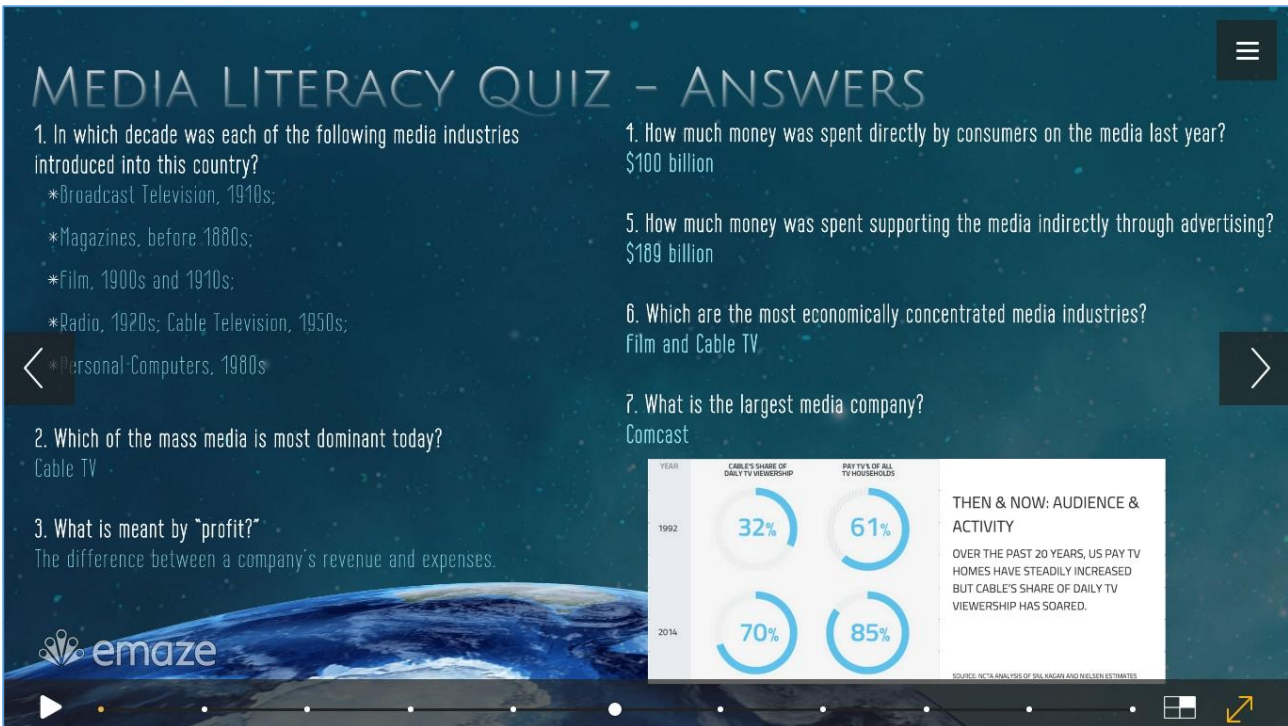 MEDIA LITERACY QUIZ – ANSWERS
1. In which decade was each of the following media industries
introduced into this country?
*Broadcast Television, 1910s;
*Magazines, before 1880s;
*Film, 1900s and 1910s;
*Radio, 1920s; Cable Television, 1950s;
*Personal Computers, 1980s
2. Which of the mass media is most dominant today?
Cable TV
3. What is meant by "profit?"
The difference between a company's revenue and expenses.
4. How much money was spent directly by consumers on the media last year?
$100 billion
5. How much money was spent supporting the media indirectly through advertising?
$189 billion
6. Which are the most economically concentrated media industries?
Film and Cable TV
7. What is the largest media company?
Comcast
YEAR
CABLE'S SHARE OF
DAILY TV VIEWERSHIP
PAY TV'S OF ALL
TV HOUSEHOLDS
1992
32%
61%
2014
70%
85%
THEN & NOW: AUDIENCE &
ACTIVITY
OVER THE PAST 20 YEARS, US PAY TV
HOMES HAVE STEADILY INCREASED
BUT CABLE'S SHARE OF DAILY TV
VIEWERSHIP HAS SOARED.
SOURCE: NCTA ANALYSIS OF SNL KAGAN AND NIELSEN ESTIMATES
emaze